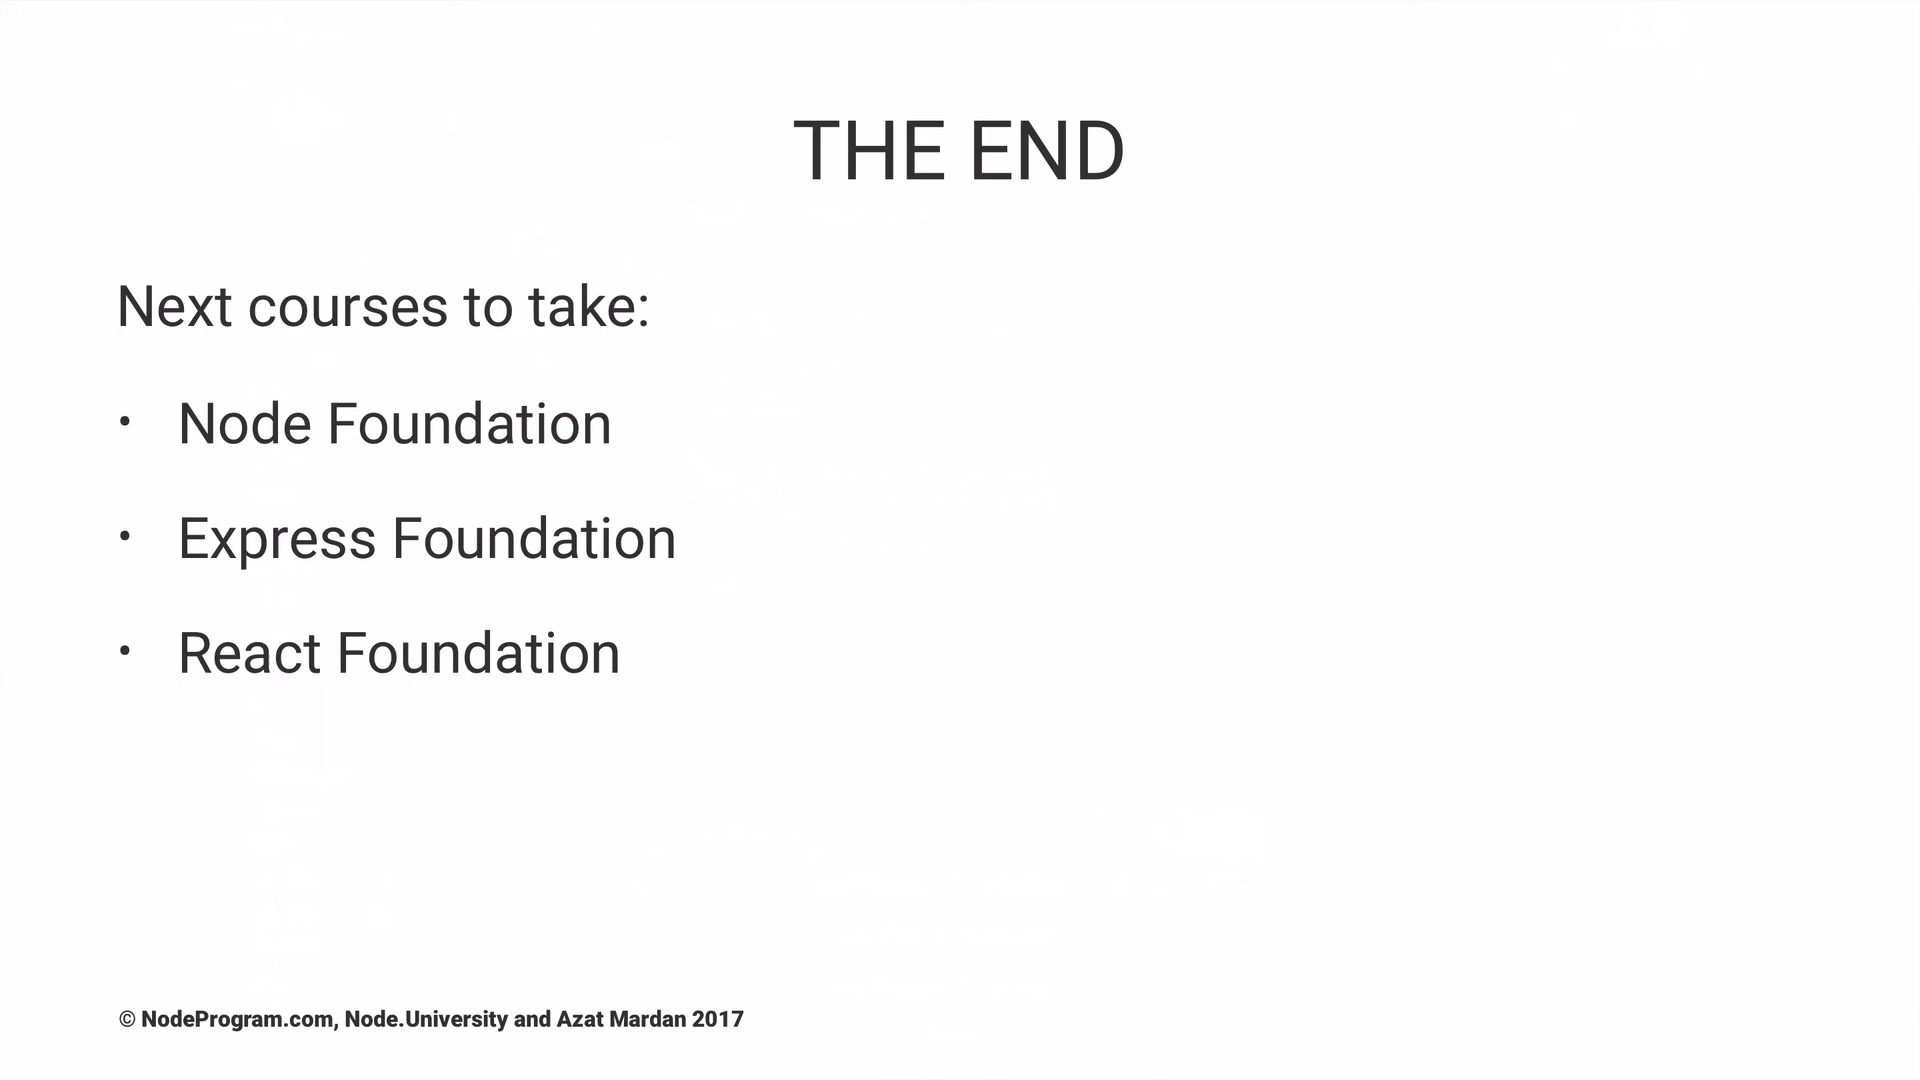 THE END
Next courses to take:
• Node Foundation
• Express Foundation
• React Foundation
© NodeProgram.com, Node.University and Azat Mardan 2017